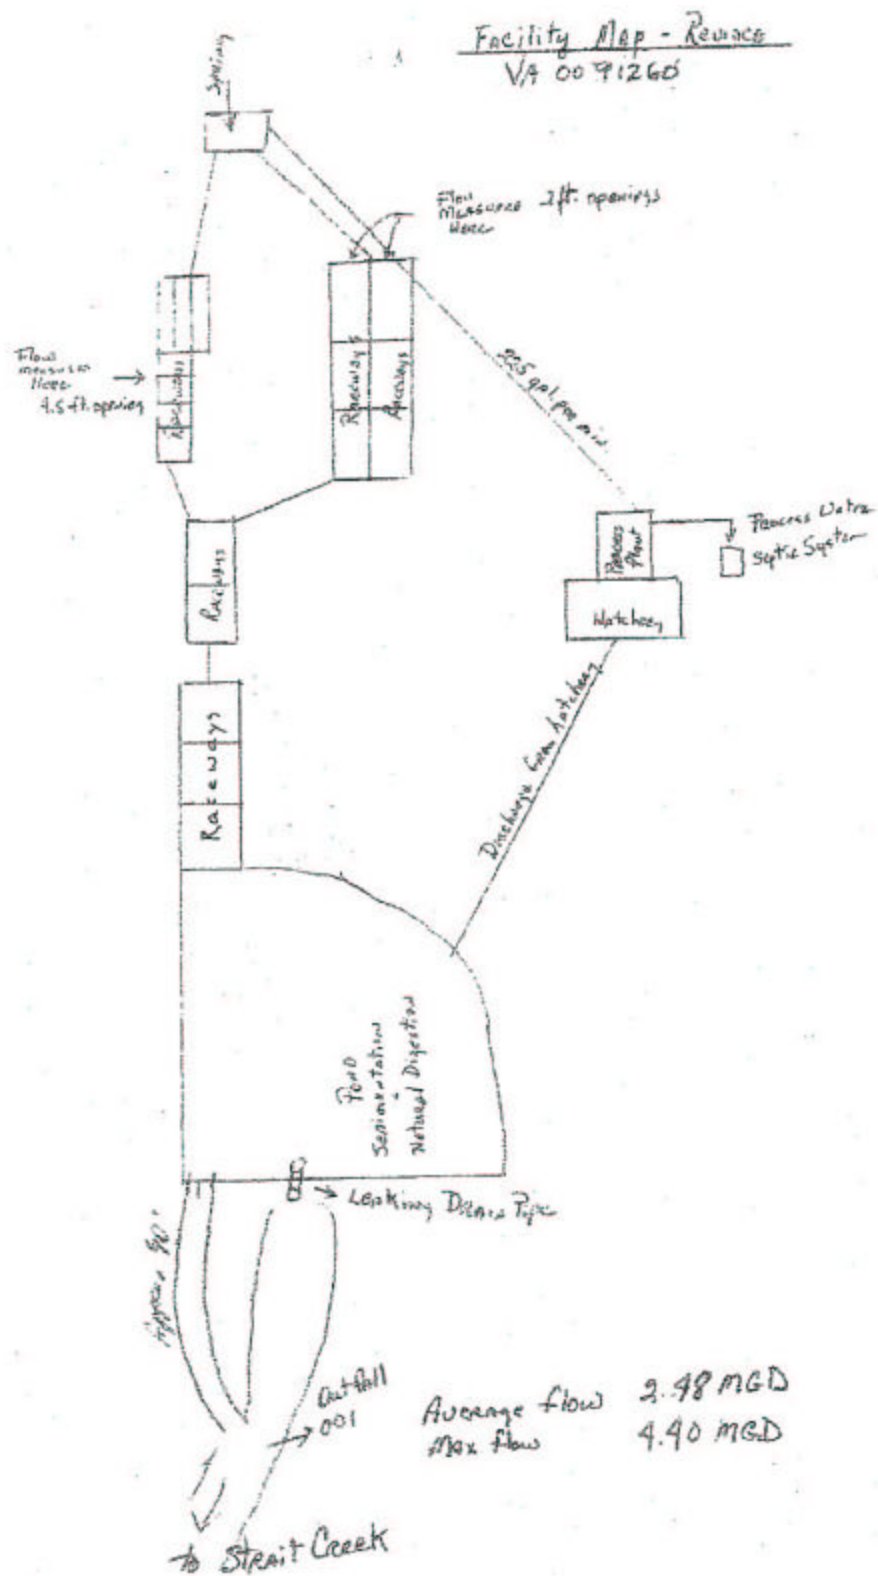 Facility Map -
VA 0091260
Spring
Flow
Measure 2ft. openings
Here
Flow
measured
Here
4.5 ft. opening
Raceways
Raceways
Raceways
225 gal. per min.
Process Water
Septic System
Process
Plant
Hatchery
Raceways
Raceways
Discharge from hatchery
Pond
Sedimentation
+
Natural Digestion
Leaking Drain Pipe
Approx 90'
Outfall
001
Average flow 2.48 MGD
Max flow 4.40 MGD
to Strait Creek